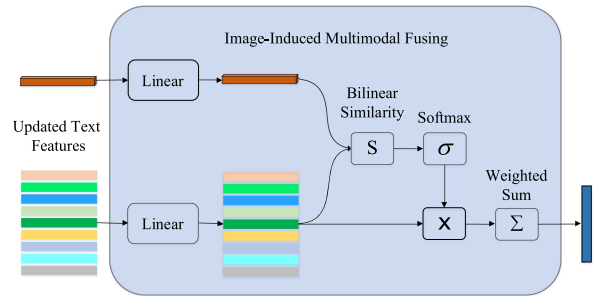 Image-Induced Multimodal Fusing
Linear
Bilinear
Similarity
Softmax
Updated Text
Features
S
σ
Weighted
Sum
Linear
X
Σ